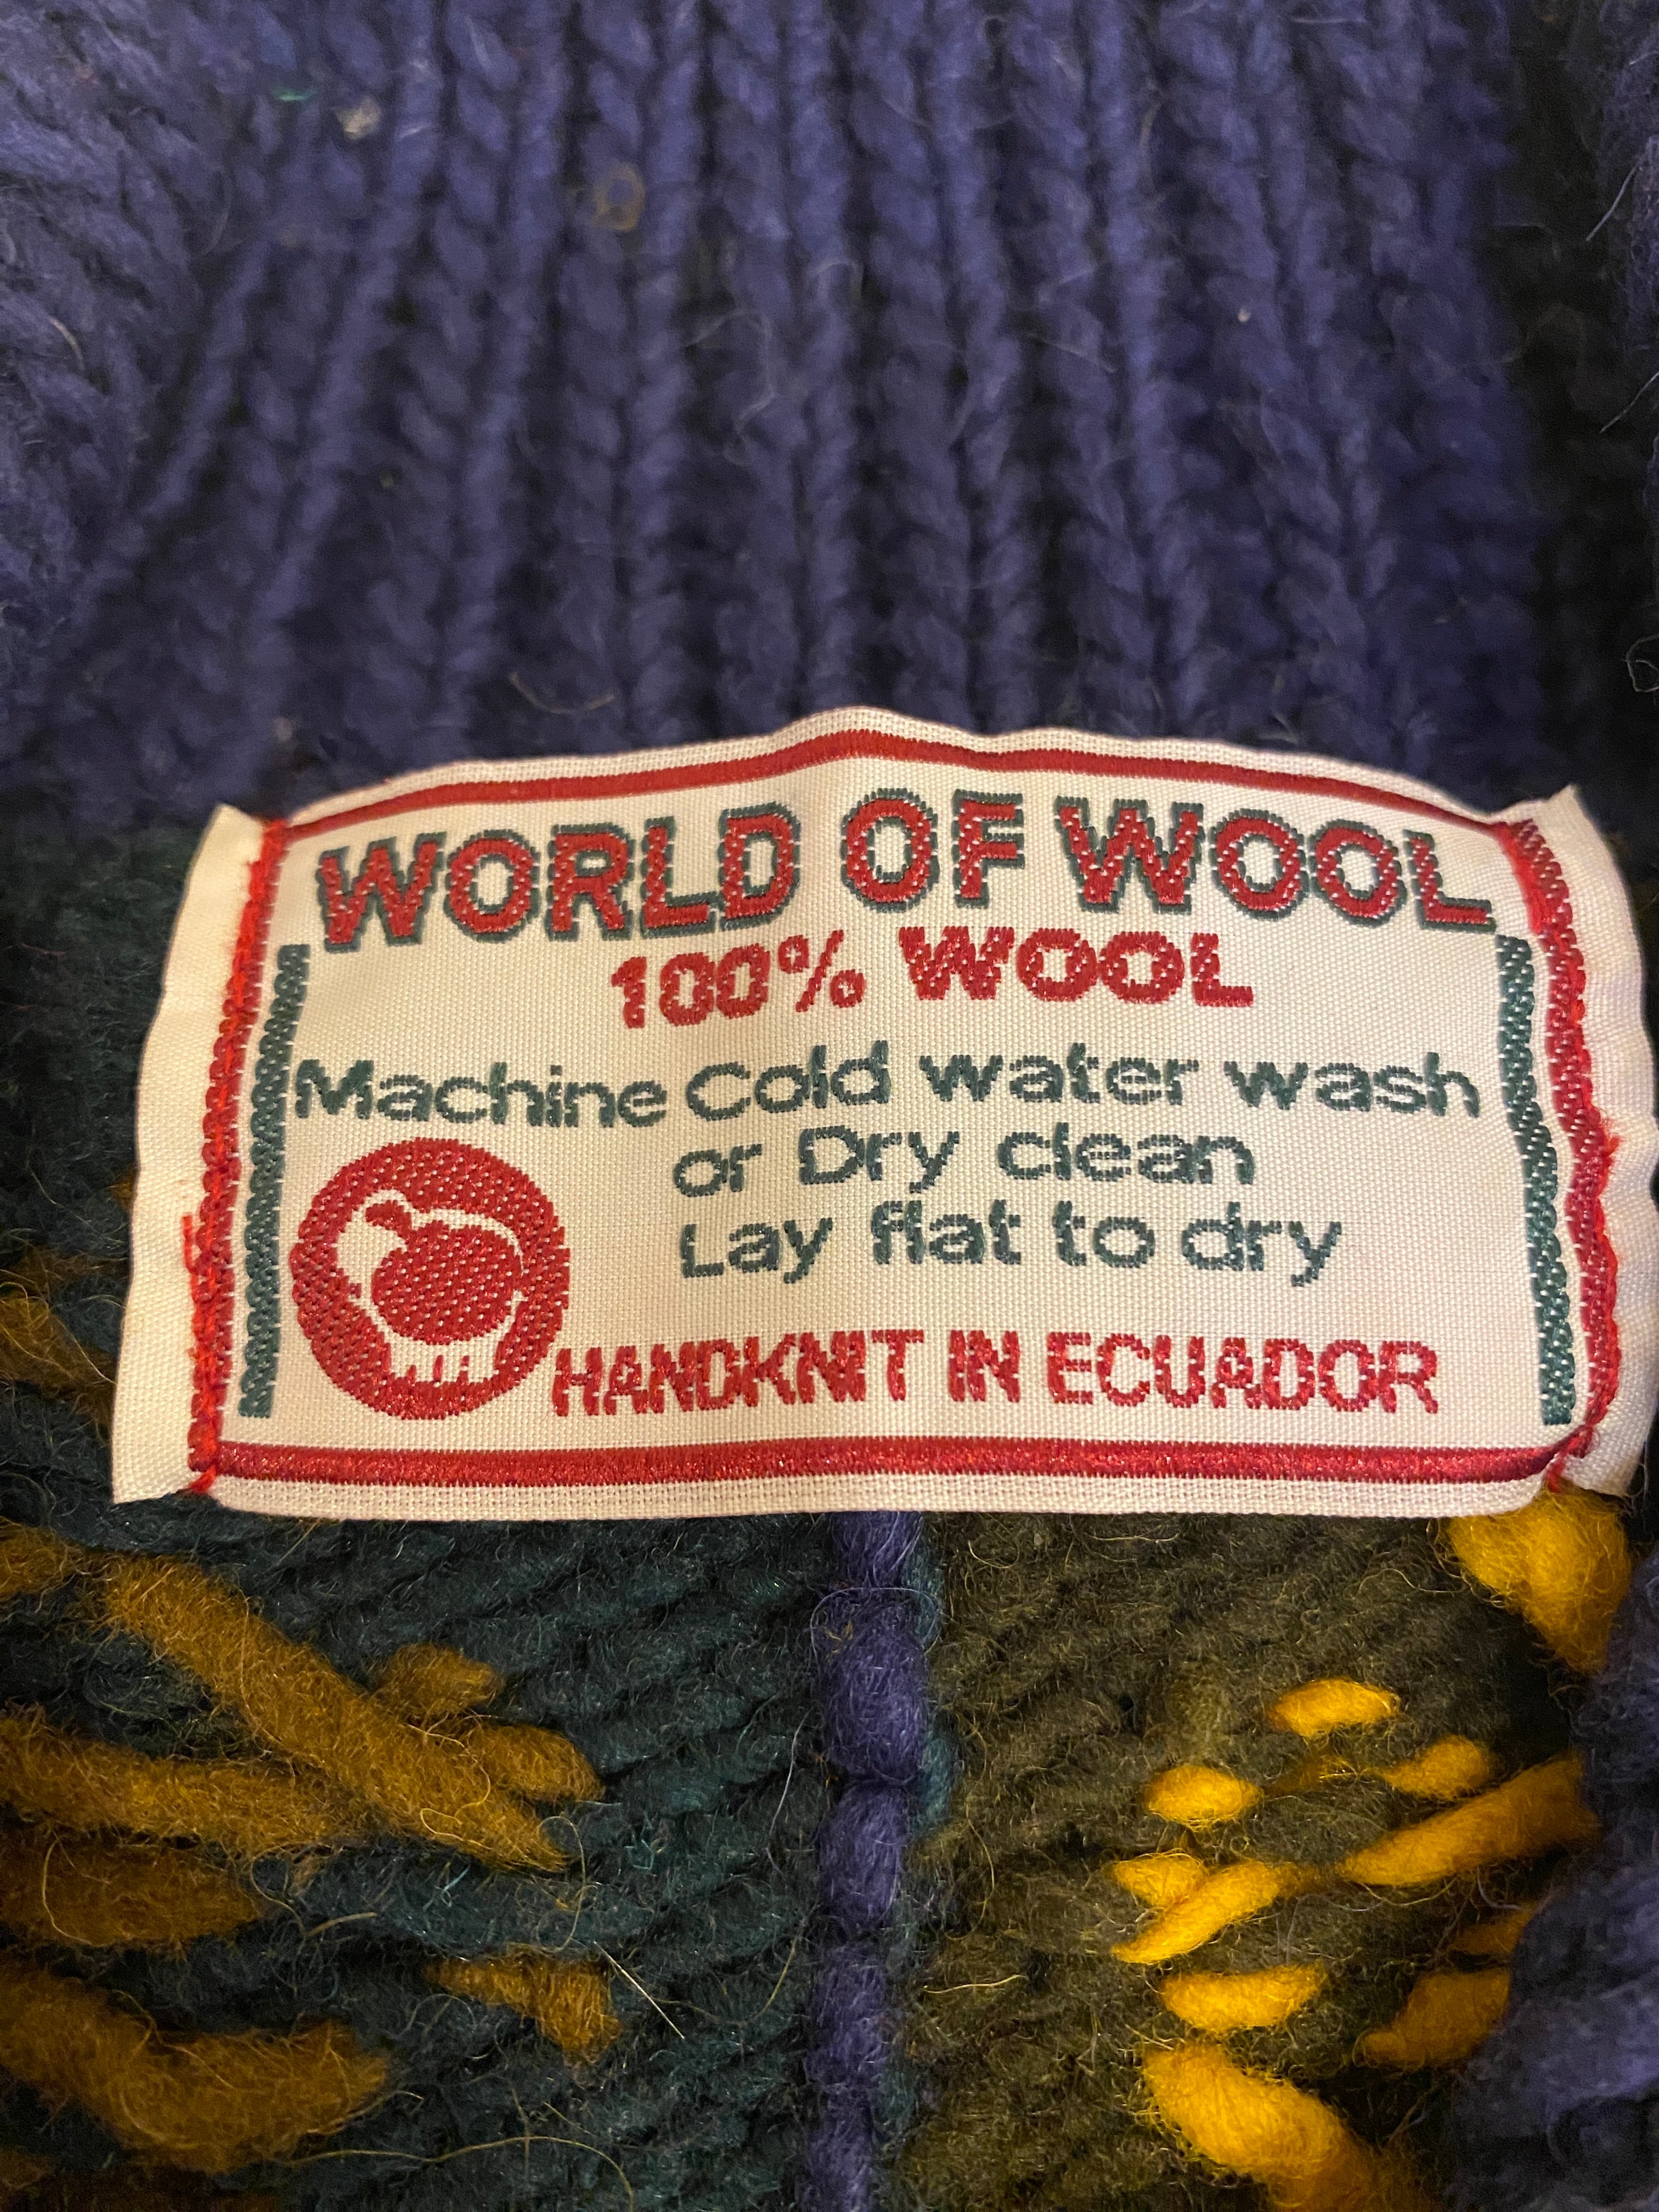 WORLD OF WOOL
100% WOOL
Machine Cold water wash
or Dry clean
Lay flat to dry
HANDKNIT IN ECUADOR